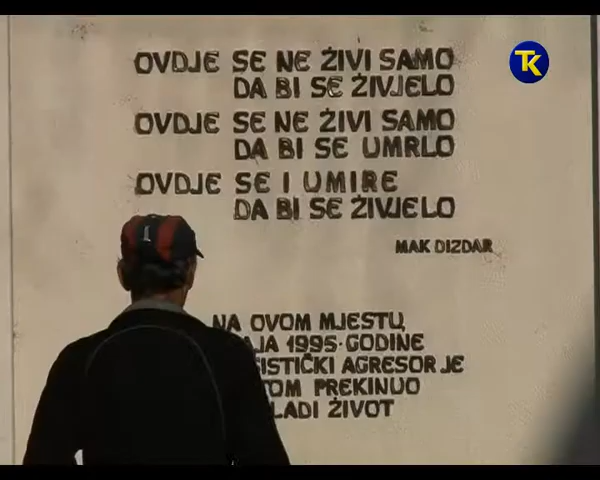 TK
OVDJE SE NE ŽIVI SAMO
DA BI SE ŽIVJELO
OVDJE SE NE ŽIVI SAMO
DA BI SE UMRLO
OVDJE SE I UMIRE
DA BI SE ŽIVJELO
MAK DIZDAR
NA OVOM MJESTU,
1995. GODINE
AGRESOR JE
PREKINUO
ŽIVOT